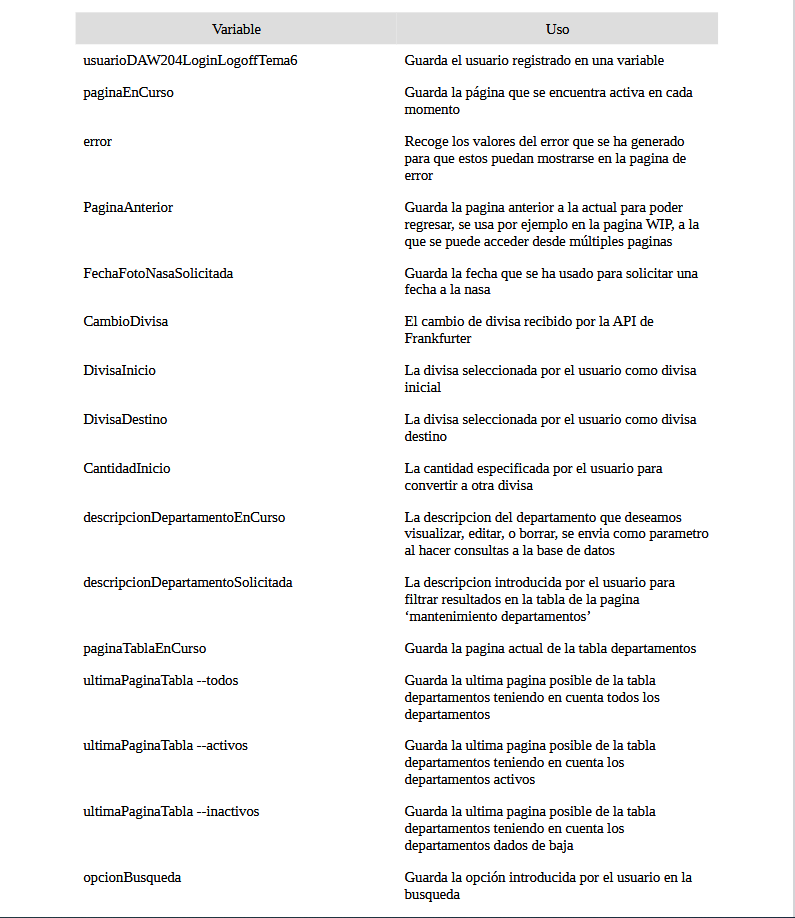 Variable Uso
usuarioDAW204LoginLogoffTema6 Guarda el usuario registrado en una variable
paginaEnCurso Guarda la página que se encuentra activa en cada
momento
error Recoge los valores del error que se ha generado
para que estos puedan mostrarse en la pagina de
error
PaginaAnterior Guarda la pagina anterior a la actual para poder
regresar, se usa por ejemplo en la pagina WIP, a la
que se puede acceder desde múltiples paginas
FechaFotoNasaSolicitada Guarda la fecha que se ha usado para solicitar una
fecha a la nasa
CambioDivisa El cambio de divisa recibido por la API de
Frankfurter
DivisaInicio La divisa seleccionada por el usuario como divisa
inicial
DivisaDestino La divisa seleccionada por el usuario como divisa
destino
CantidadInicio La cantidad especificada por el usuario para
convertir a otra divisa
descripcionDepartamentoEnCurso La descripcion del departamento que deseamos
visualizar, editar, o borrar, se envia como parametro
al hacer consultas a la base de datos
descripcionDepartamentoSolicitada La descripcion introducida por el usuario para
filtrar resultados en la tabla de la pagina
‘mantenimiento departamentos’
paginaTablaEnCurso Guarda la pagina actual de la tabla departamentos
ultimaPaginaTabla --todos Guarda la ultima pagina posible de la tabla
departamentos teniendo en cuenta todos los
departamentos
ultimaPaginaTabla --activos Guarda la ultima pagina posible de la tabla
departamentos teniendo en cuenta los
departamentos activos
ultimaPaginaTabla --inactivos Guarda la ultima pagina posible de la tabla
departamentos teniendo en cuenta los
departamentos dados de baja
opcionBusqueda Guarda la opción introducida por el usuario en la
busqueda